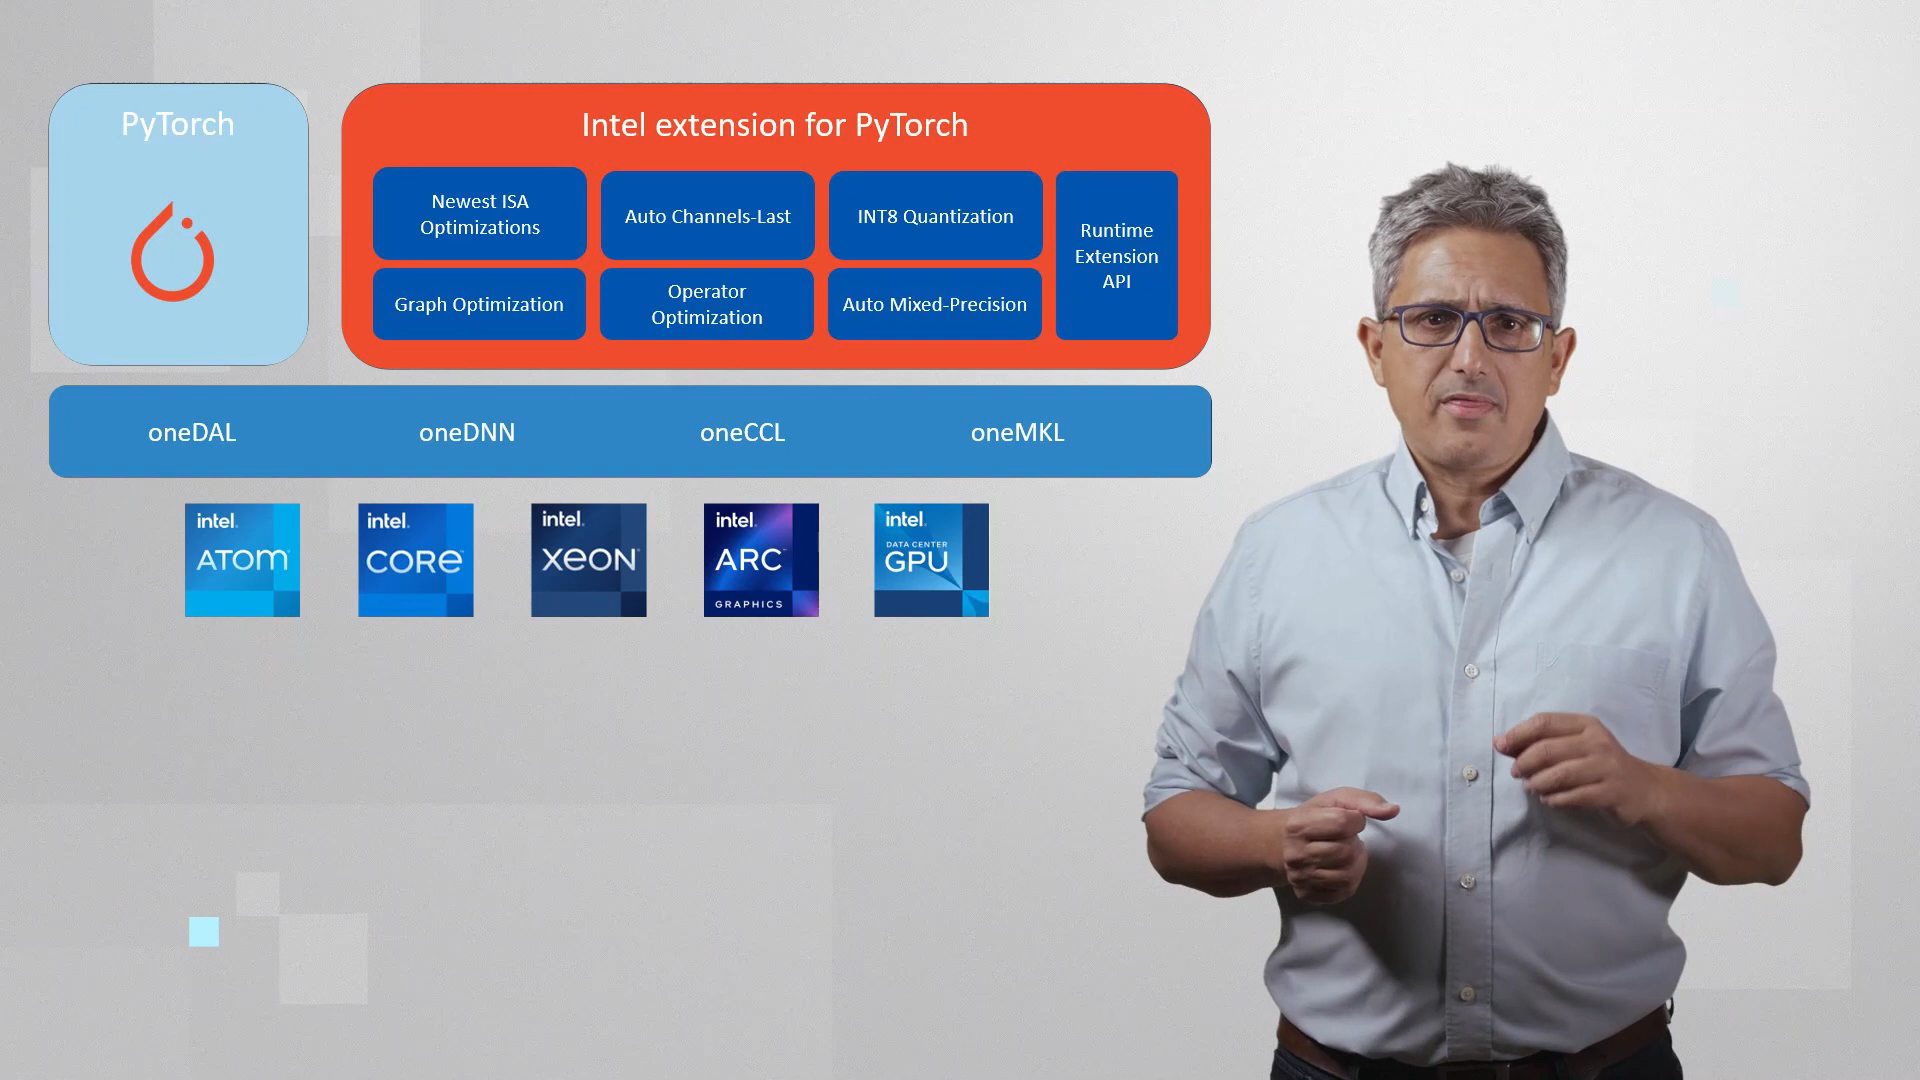 PyTorch
Intel extension for PyTorch
Newest ISA
Optimizations
Auto Channels-Last
INT8 Quantization
Runtime
Extension
API
Graph Optimization
Operator
Optimization
Auto Mixed-Precision
oneDAL
oneDNN
oneCCL
oneMKL
intel.
ATOM
intel.
CORE
intel.
XEON
intel.
ARC
GRAPHICS
intel.
DATA CENTER
GPU